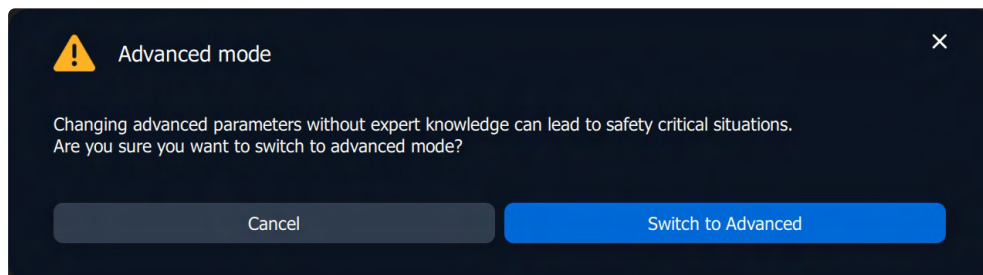 Advanced mode
Changing advanced parameters without expert knowledge can lead to safety critical situations.
Are you sure you want to switch to advanced mode?
Cancel
Switch to Advanced